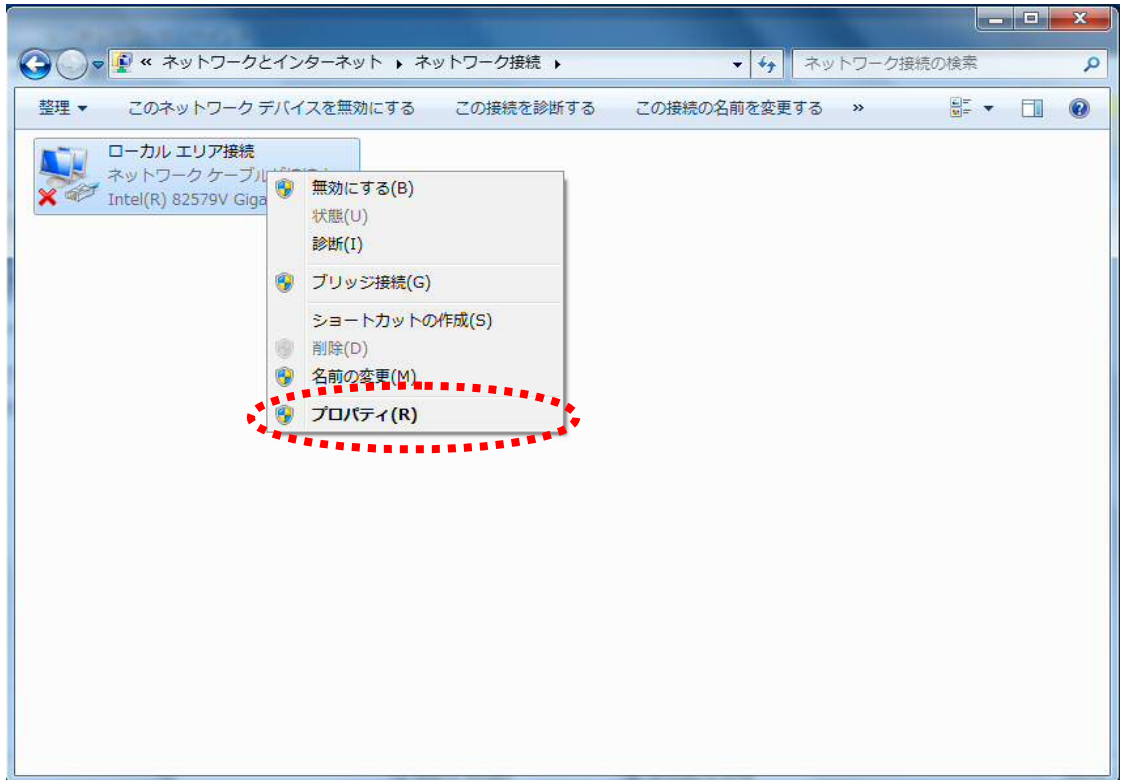 « ネットワークとインターネット ▸ ネットワーク接続 ▸
ネットワーク接続の検索
整理 ▼ このネットワーク デバイスを無効にする この接続を診断する この接続の名前を変更する »
ローカル エリア接続
ネットワーク ケーブル
Intel(R) 82579V Giga
無効にする(B)
状態(U)
診断(I)
ブリッジ接続(G)
ショートカットの作成(S)
削除(D)
名前の変更(M)
プロパティ(R)